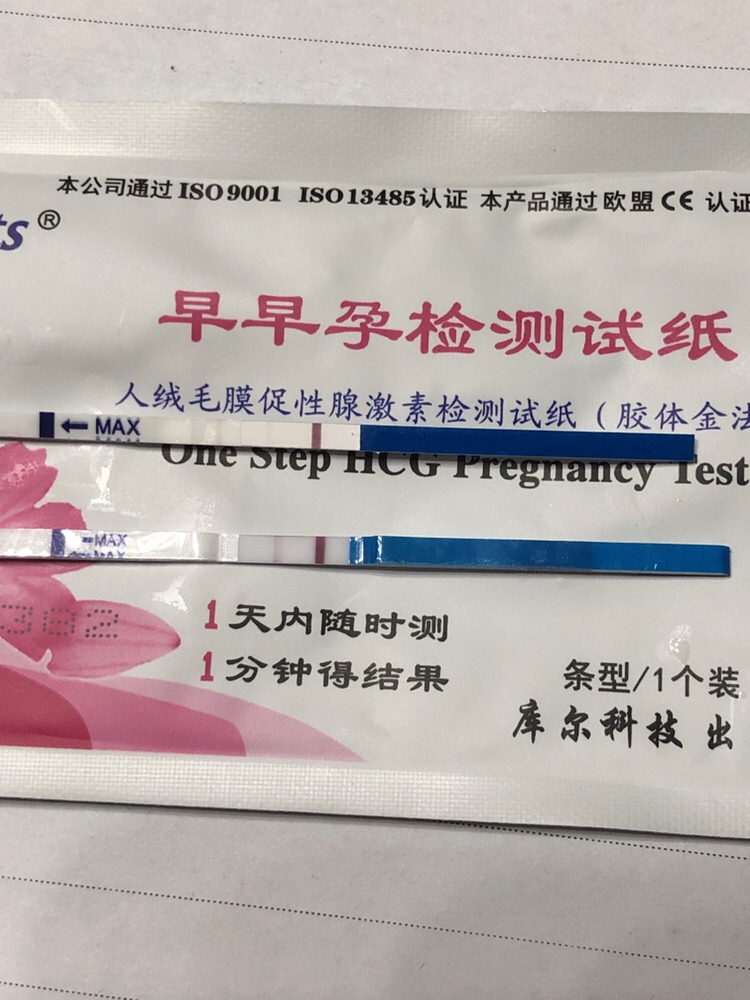 本公司通过ISO9001 ISO13485认证 本产品通过欧盟CE 认证
ts®
早早孕检测试纸
人绒毛膜促性腺激素检测试纸（胶体金法
MAX
One Step HCG Pregnancy Test
MAX
MAX
382
1天内随时测
1分钟得结果
条型/1个装
库尔科技 出